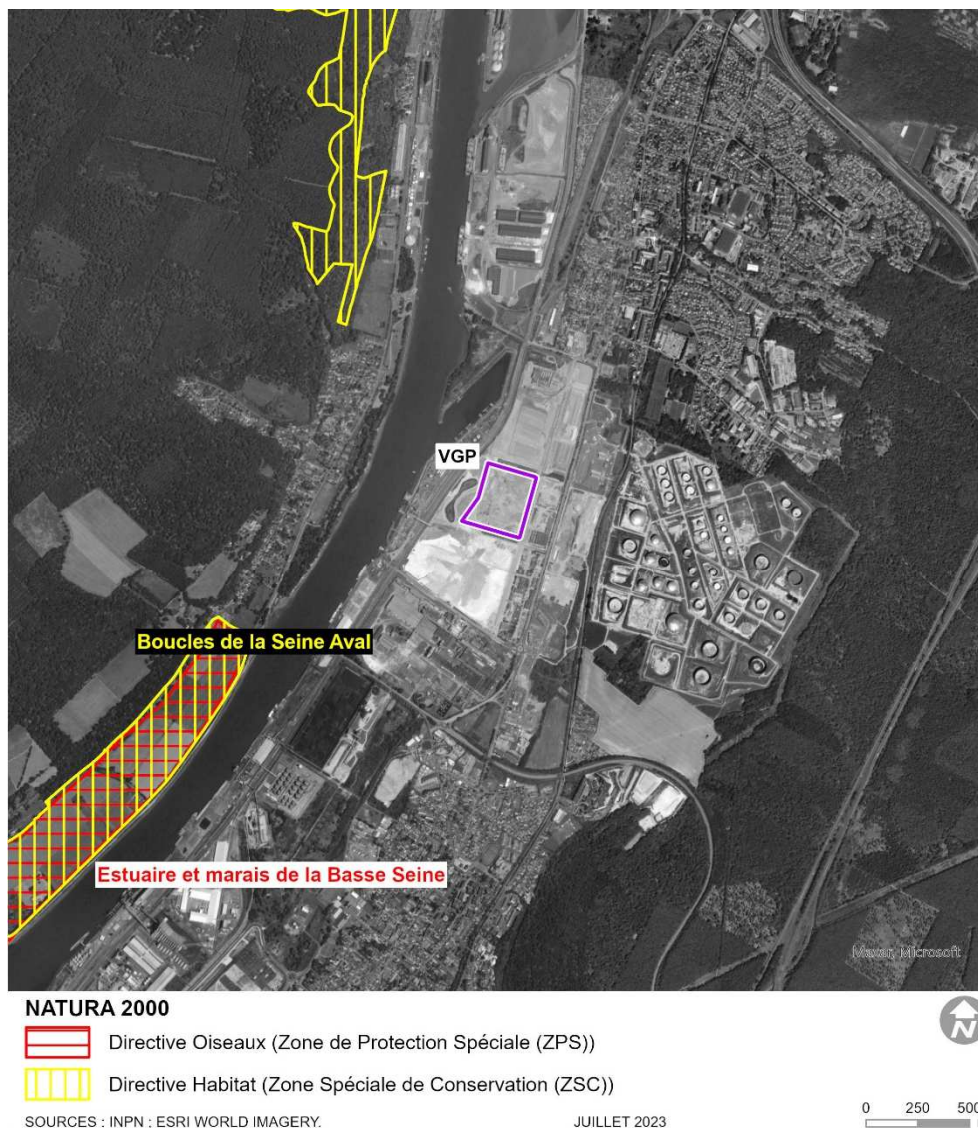 VGP
Boucles de la Seine Aval
Estuaire et marais de la Basse Seine
Maxar, Microsoft
NATURA 2000
N
Directive Oiseaux (Zone de Protection Spéciale (ZPS))
Directive Habitat (Zone Spéciale de Conservation (ZSC))
SOURCES : INPN ; ESRI WORLD IMAGERY.
JUILLET 2023
0 250 500